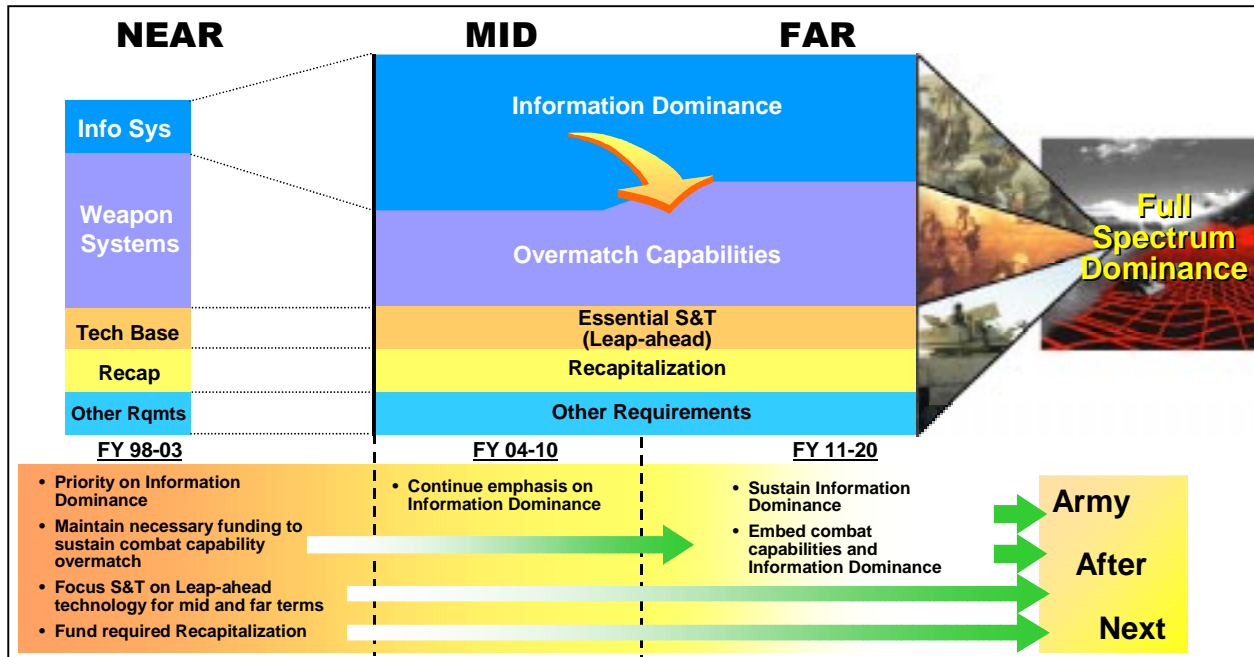 NEAR
MID
FAR
Info Sys
Weapon
Systems
Tech Base
Recap
Other Rqmts
Information Dominance
Overmatch Capabilities
Essential S&T
(Leap-ahead)
Recapitalization
Other Requirements
Full
Spectrum
Dominance
FY 98-03
FY 04-10
FY 11-20
• Priority on Information
Dominance
• Maintain necessary funding to
sustain combat capability
overmatch
• Focus S&T on Leap-ahead
technology for mid and far terms
• Fund required Recapitalization
• Continue emphasis on
Information Dominance
• Sustain Information
Dominance
• Embed combat
capabilities and
Information Dominance
Army
After
Next